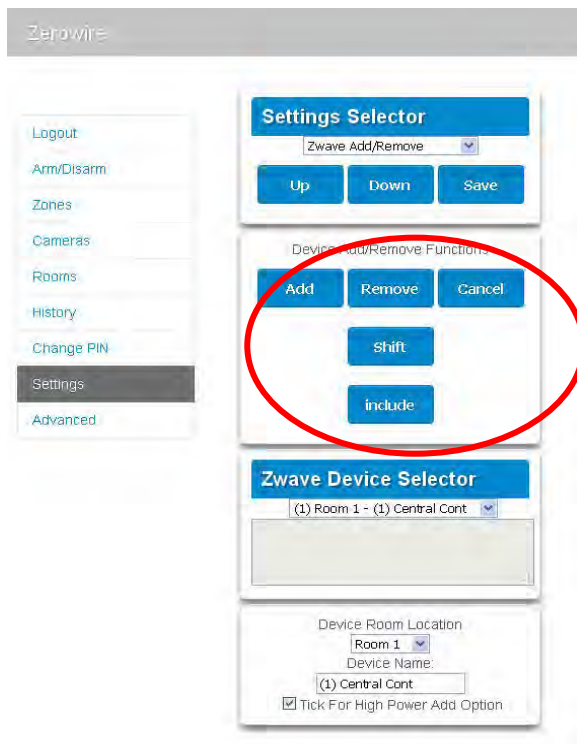 Zerowire
Logout
Arm/Disarm
Zones
Cameras
Rooms
History
Change PIN
Settings
Advanced
Settings Selector
Zwave Add/Remove
Up Down Save
Device Add/Remove Functions
Add Remove Cancel
Shift
include
Zwave Device Selector
(1) Room 1 - (1) Central Cont
Device Room Location
Room 1
Device Name:
(1) Central Cont
Tick For High Power Add Option